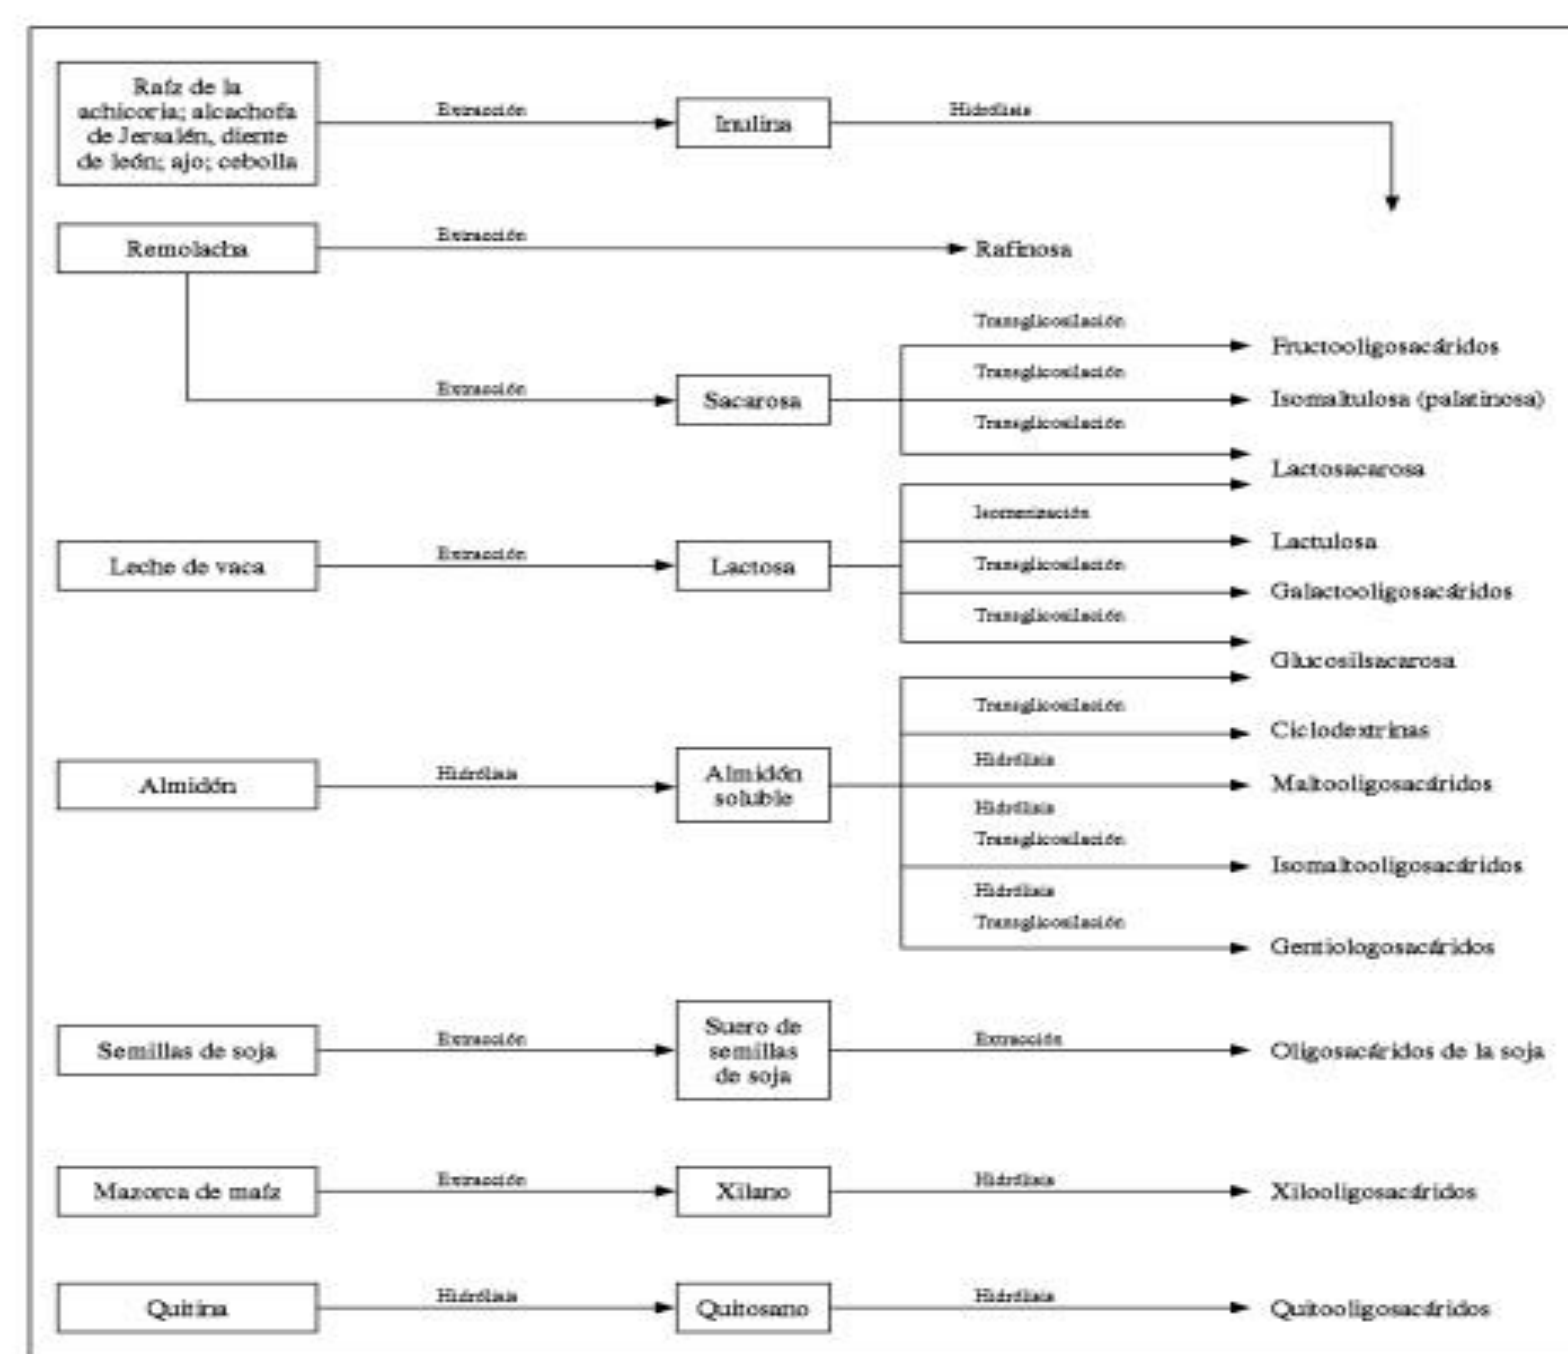 Raíz de la
achicoria; alcachofa
de Jersalén, diente
de león; ajo; cebolla
Extracción
Inulina
Hidrólisis
Remolacha
Extracción
Rafinosa
Extracción
Sacarosa
Transglicosilación
Fructooligosacáridos
Transglicosilación
Isomaltulosa (palatinosa)
Transglicosilación
Lactosacarosa
Leche de vaca
Extracción
Lactosa
Isomerización
Lactulosa
Transglicosilación
Galactooligosacáridos
Transglicosilación
Glucosilsacarosa
Almidón
Hidrólisis
Almidón
soluble
Transglicosilación
Ciclodextrinas
Hidrólisis
Maltooligosacáridos
Hidrólisis
Transglicosilación
Isomaltooligosacáridos
Hidrólisis
Transglicosilación
Gentiologosacáridos
Semillas de soja
Extracción
Suero de
semillas
de soja
Extracción
Oligosacáridos de la soja
Mazorca de maíz
Extracción
Xilano
Hidrólisis
Xilooligosacáridos
Quitina
Hidrólisis
Quitosano
Hidrólisis
Quitooligosacáridos